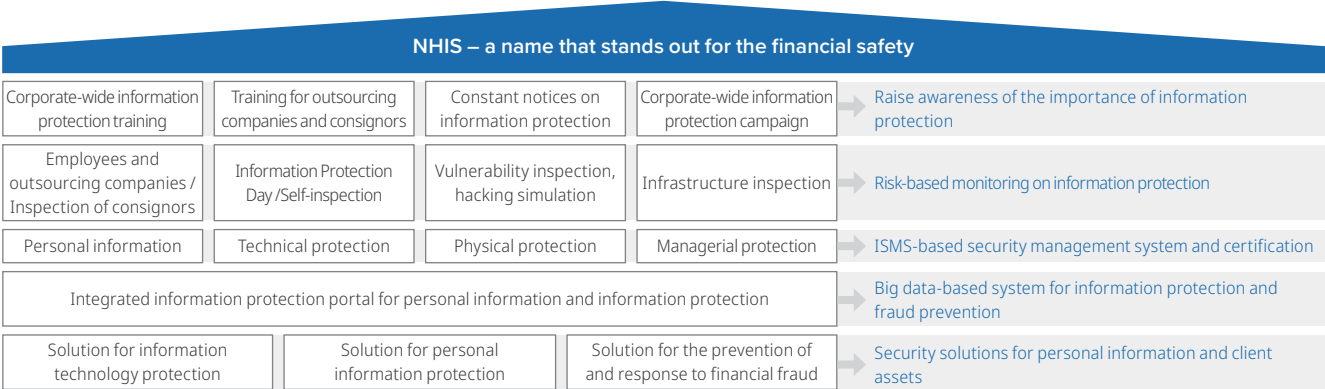 NHIS – a name that stands out for the financial safety
Corporate-wide information
protection training
Training for outsourcing
companies and consignors
Constant notices on
information protection
Corporate-wide information
protection campaign
Raise awareness of the importance of information
protection
Employees and
outsourcing companies /
Inspection of consignors
Information Protection
Day /Self-inspection
Vulnerability inspection,
hacking simulation
Infrastructure inspection
Risk-based monitoring on information protection
Personal information
Technical protection
Physical protection
Managerial protection
ISMS-based security management system and certification
Integrated information protection portal for personal information and information protection
Big data-based system for information protection and
fraud prevention
Solution for information
technology protection
Solution for personal
information protection
Solution for the prevention of
and response to financial fraud
Security solutions for personal information and client
assets